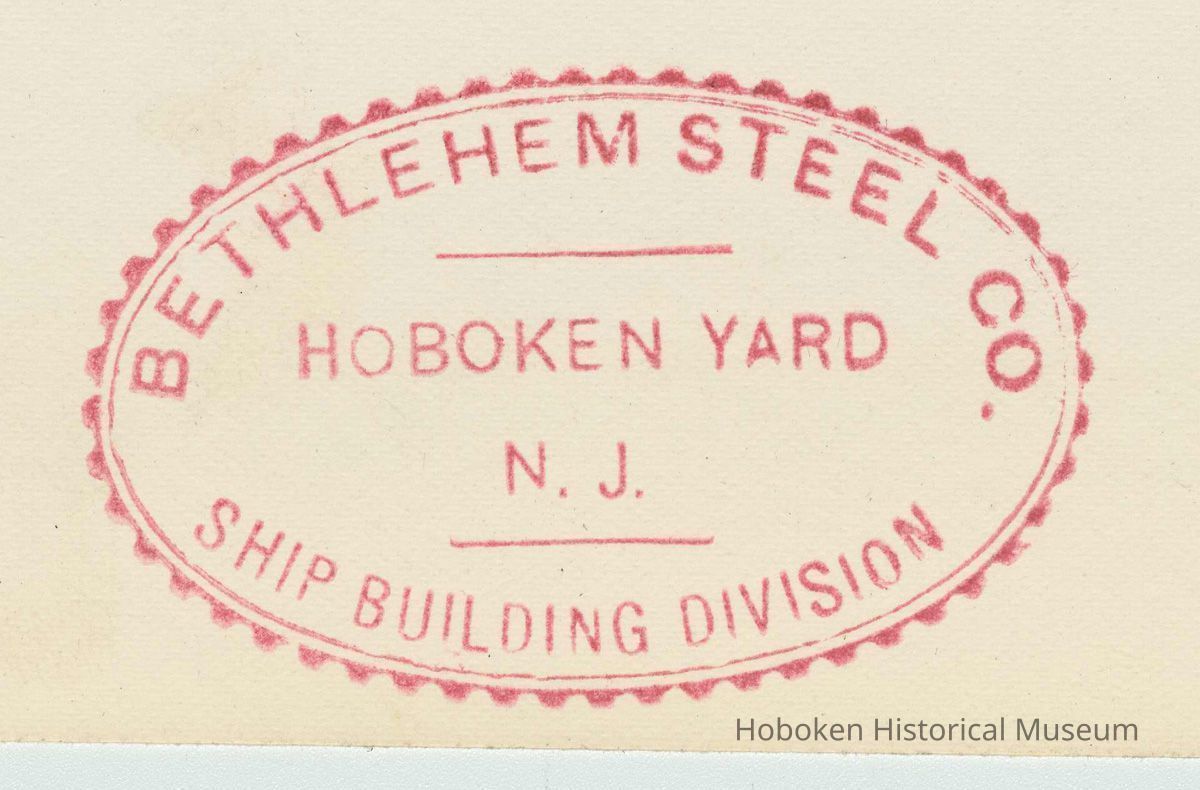 BETHLEHEM STEEL CO.
HOBOKEN YARD
N. J.
SHIP BUILDING DIVISION
Hoboken Historical Museum